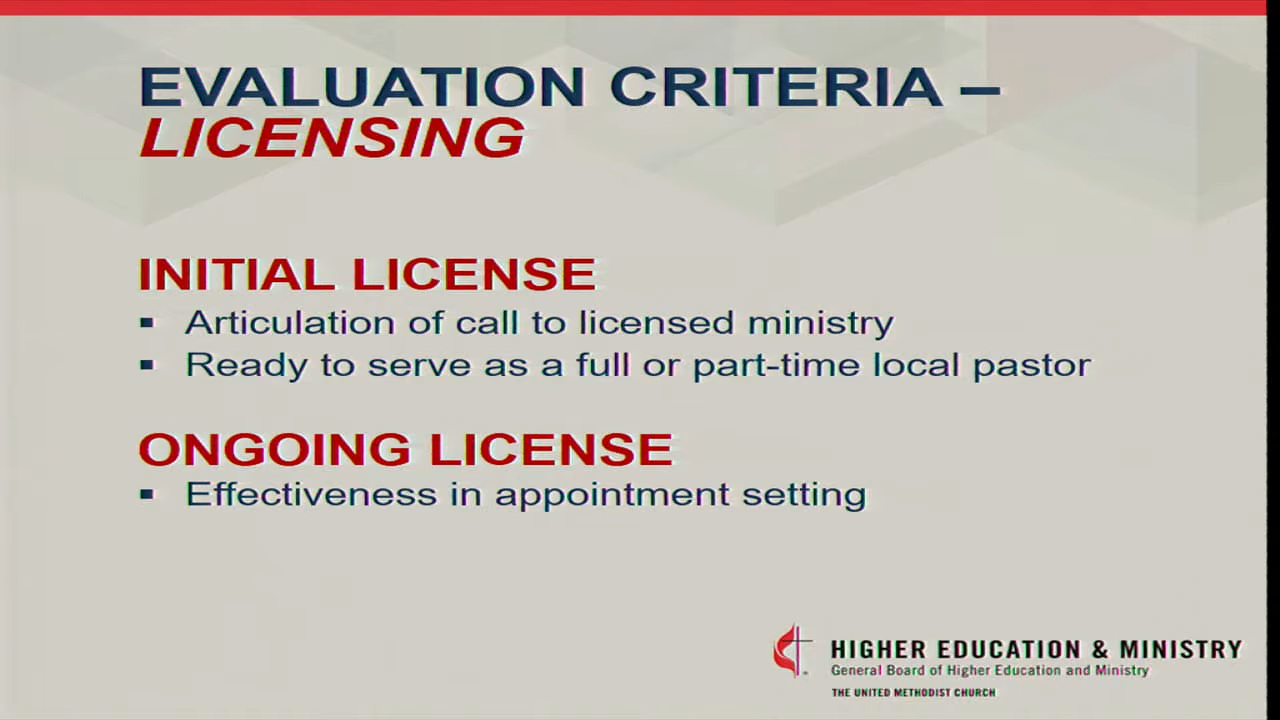 EVALUATION CRITERIA –
LICENSING
INITIAL LICENSE
▪ Articulation of call to licensed ministry
▪ Ready to serve as a full or part-time local pastor
ONGOING LICENSE
▪ Effectiveness in appointment setting
HIGHER EDUCATION & MINISTRY
General Board of Higher Education and Ministry
THE UNITED METHODIST CHURCH